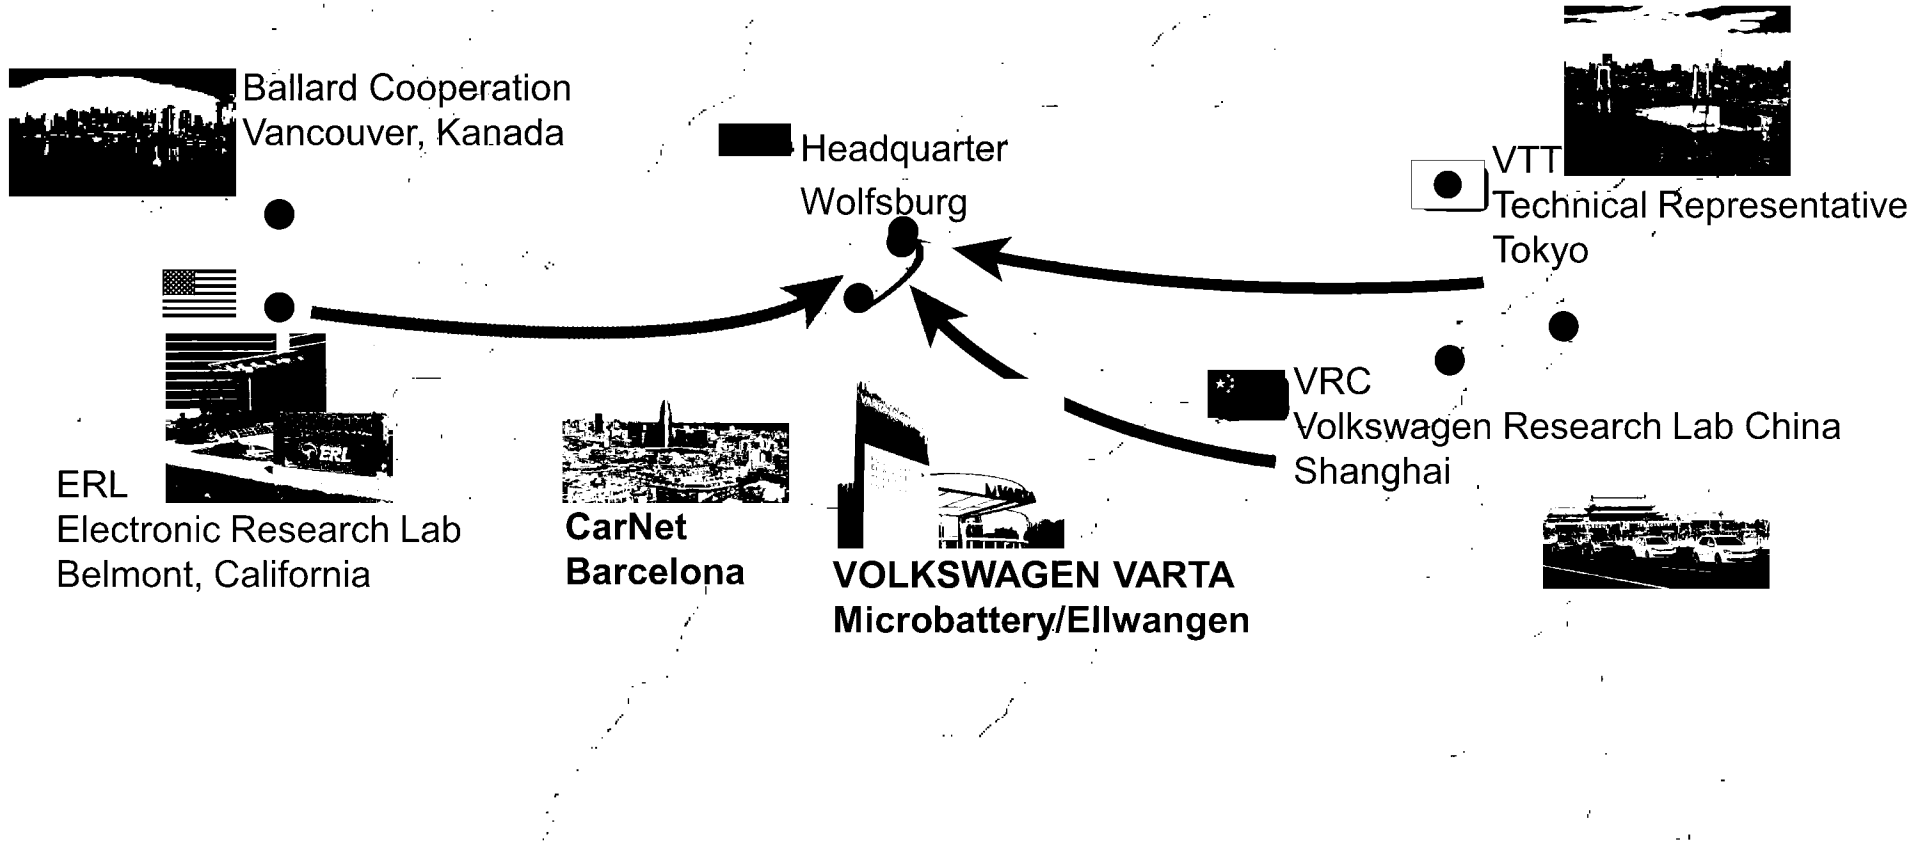 Ballard Cooperation
Vancouver, Kanada
Headquarter
Wolfsburg
VTT
Technical Representative
Tokyo
VRC
Volkswagen Research Lab China
Shanghai
ERL
ERL
Electronic Research Lab
Belmont, California
CarNet
Barcelona
VARTA
VOLKSWAGEN VARTA
Microbattery/Ellwangen